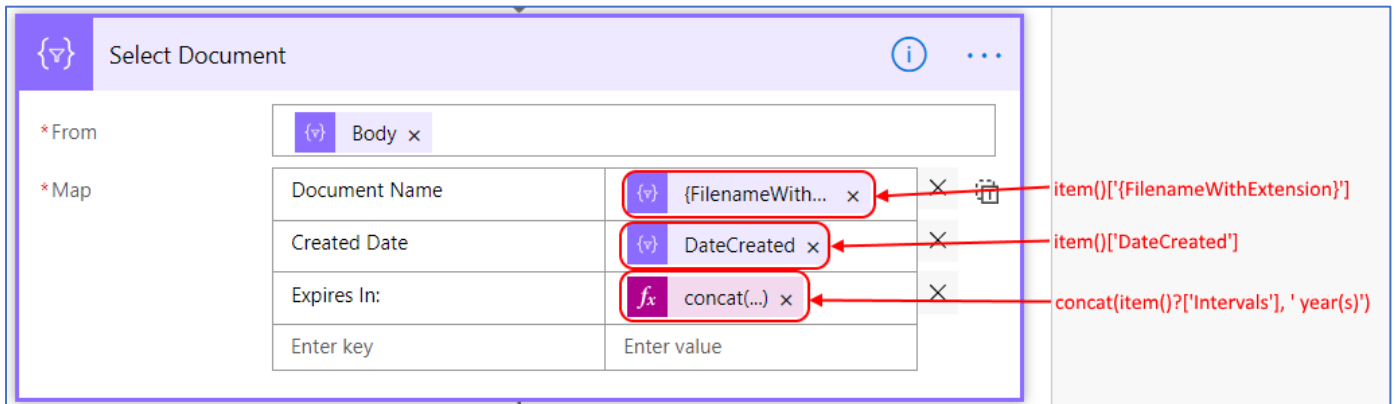 Select Document
*From
Body ×
*Map
Document Name
{FilenameWith... ×
item()['{FilenameWithExtension}']
Created Date
DateCreated ×
item()['DateCreated']
Expires In:
fx concat(...) ×
concat(item()?['Intervals'], ' year(s)')
Enter key
Enter value